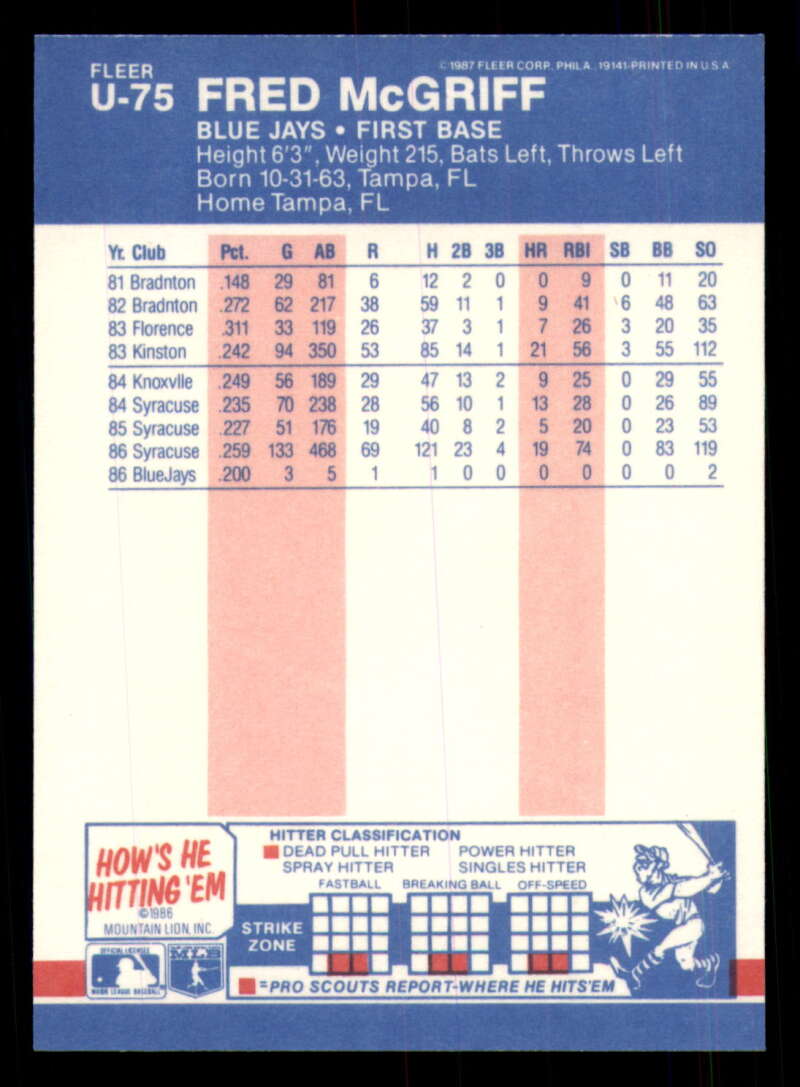 FLEER
©1987 FLEER CORP. PHILA., 19141-PRINTED IN U.S.A
U-75 FRED McGRIFF
BLUE JAYS • FIRST BASE
Height 6'3", Weight 215, Bats Left, Throws Left
Born 10-31-63, Tampa, FL
Home Tampa, FL
Yr. Club Pct. G AB R H 2B 3B HR RBI SB BB SO
81 Bradnton .148 29 81 6 12 2 0 0 9 0 11 20
82 Bradnton .272 62 217 38 59 11 1 9 41 6 48 63
83 Florence .311 33 119 26 37 3 1 7 26 3 20 35
83 Kinston .242 94 350 53 85 14 1 21 56 3 55 112
84 Knoxvlle .249 56 189 29 47 13 2 9 25 0 29 55
84 Syracuse .235 70 238 28 56 10 1 13 28 0 26 89
85 Syracuse .227 51 176 19 40 8 2 5 20 0 23 53
86 Syracuse .259 133 468 69 121 23 4 19 74 0 83 119
86 BlueJays .200 3 5 1 1 0 0 0 0 0 0 2
HOW'S HE
HITTING 'EM
©1986
MOUNTAIN LION, INC.
OFFICIAL LICENSEE
MAJOR LEAGUE BASEBALL
MLB
HITTER CLASSIFICATION
DEAD PULL HITTER POWER HITTER
SPRAY HITTER SINGLES HITTER
FASTBALL BREAKING BALL OFF-SPEED
STRIKE
ZONE
=PRO SCOUTS REPORT-WHERE HE HITS'EM